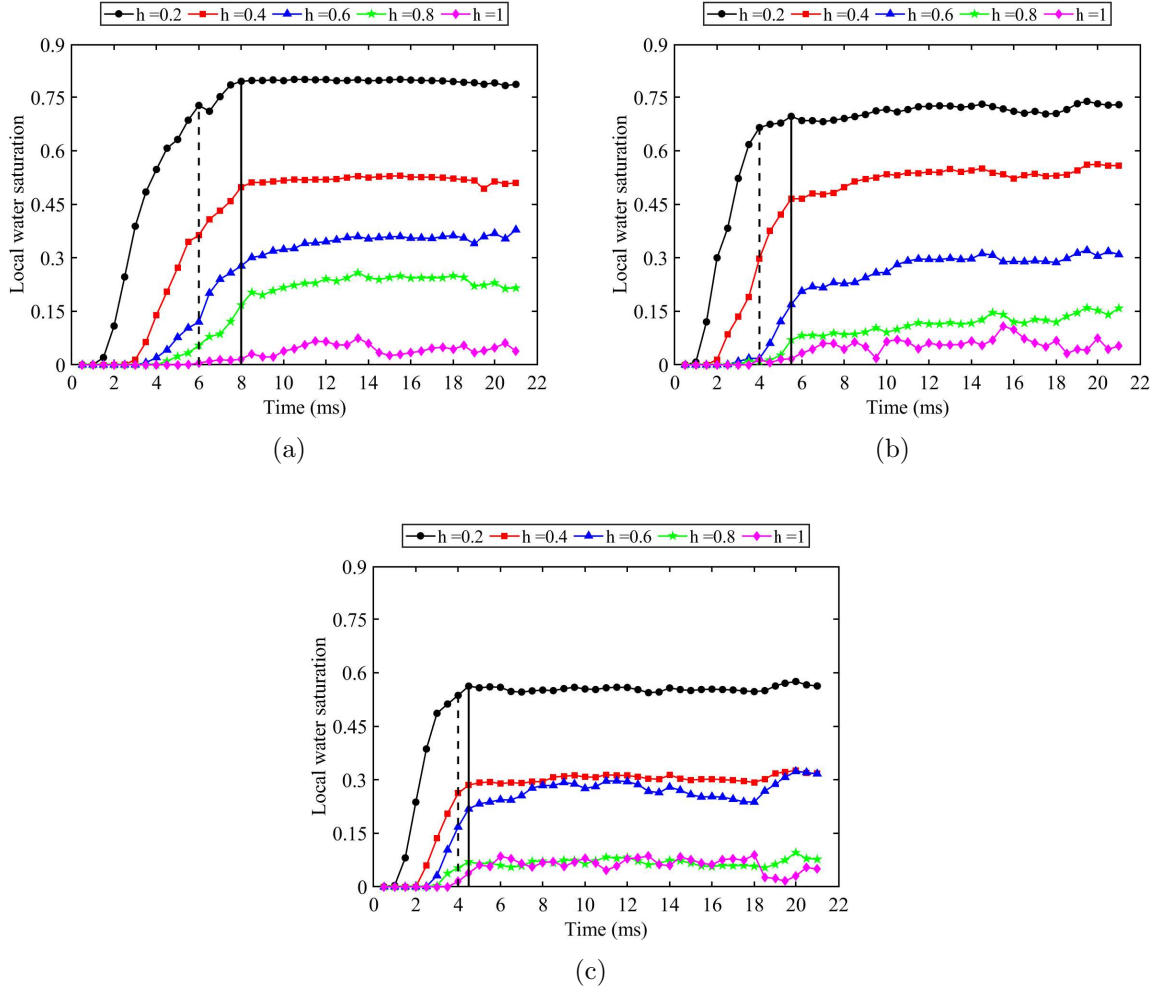 h =0.2 h =0.4 h =0.6 h =0.8 h =1
0.9
0.75
0.6
0.45
0.3
0.15
0
Local water saturation
0 2 4 6 8 10 12 14 16 18 20 22
Time (ms)
(a)
h =0.2 h =0.4 h =0.6 h =0.8 h =1
0.9
0.75
0.6
0.45
0.3
0.15
0
Local water saturation
0 2 4 6 8 10 12 14 16 18 20 22
Time (ms)
(b)
h =0.2 h =0.4 h =0.6 h =0.8 h =1
0.9
0.75
0.6
0.45
0.3
0.15
0
Local water saturation
0 2 4 6 8 10 12 14 16 18 20 22
Time (ms)
(c)